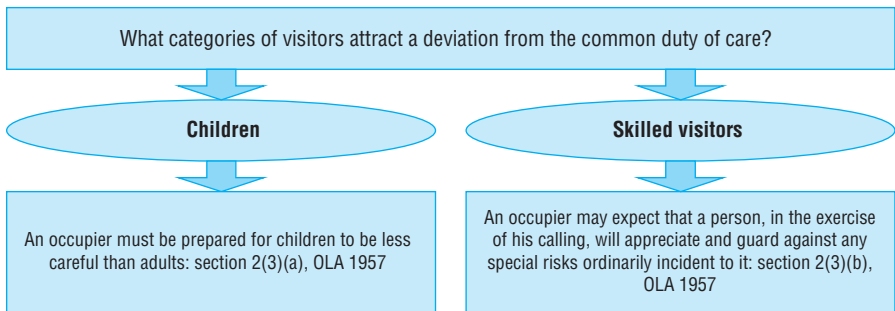 What categories of visitors attract a deviation from the common duty of care?
Children
Skilled visitors
An occupier must be prepared for children to be less
careful than adults: section 2(3)(a), OLA 1957
An occupier may expect that a person, in the exercise
of his calling, will appreciate and guard against any
special risks ordinarily incident to it: section 2(3)(b),
OLA 1957